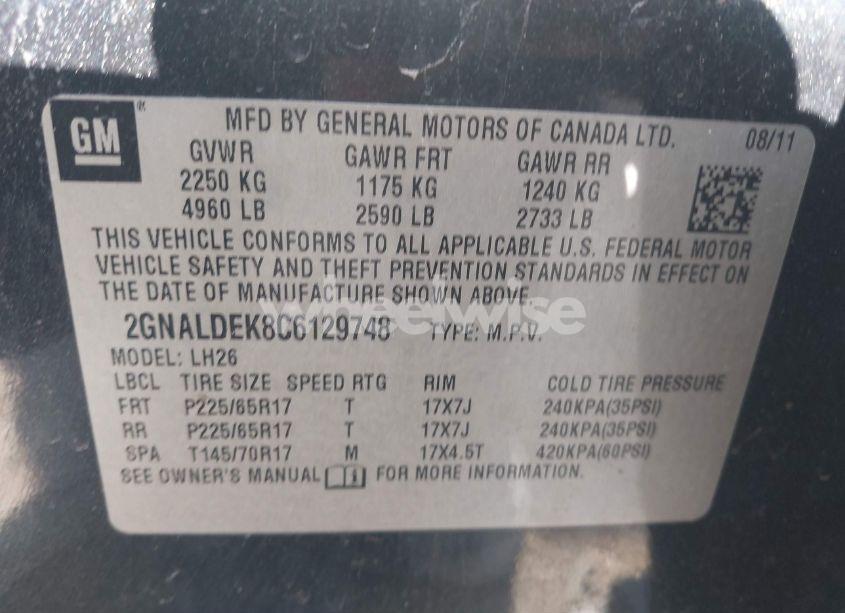 GM ®
MFD BY GENERAL MOTORS OF CANADA LTD. 08/11
GVWR GAWR FRT GAWR RR
2250 KG 1175 KG 1240 KG
4960 LB 2590 LB 2733 LB
THIS VEHICLE CONFORMS TO ALL APPLICABLE U.S. FEDERAL MOTOR
VEHICLE SAFETY AND THEFT PREVENTION STANDARDS IN EFFECT ON
THE DATE OF MANUFACTURE SHOWN ABOVE.
wheelwise
2GNALDEK8C6129748 TYPE: M.P.V.
MODEL: LH26
LBCL TIRE SIZE SPEED RTG RIM COLD TIRE PRESSURE
FRT P225/65R17 T 17X7J 240KPA(35PSI)
RR P225/65R17 T 17X7J 240KPA(35PSI)
SPA T145/70R17 M 17X4.5T 420KPA(60PSI)
SEE OWNER'S MANUAL FOR MORE INFORMATION.